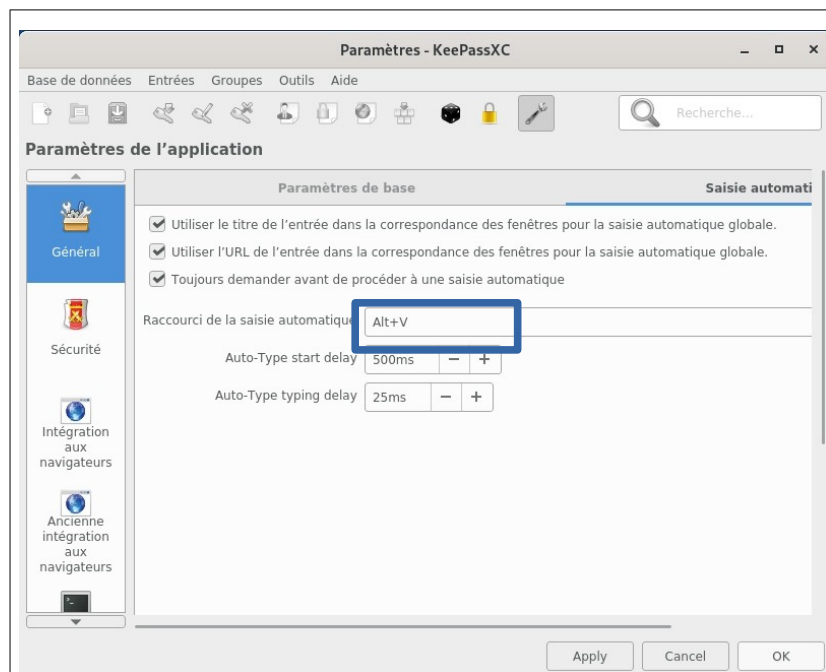 Paramètres - KeePassXC
Base de données Entrées Groupes Outils Aide
Recherche...
Paramètres de l’application
Paramètres de base Saisie automati
Général
Utiliser le titre de l’entrée dans la correspondance des fenêtres pour la saisie automatique globale.
Utiliser l’URL de l’entrée dans la correspondance des fenêtres pour la saisie automatique globale.
Toujours demander avant de procéder à une saisie automatique
Sécurité
Raccourci de la saisie automatique Alt+V
Auto-Type start delay 500ms − +
Auto-Type typing delay 25ms − +
Intégration
aux
navigateurs
Ancienne
intégration
aux
navigateurs
Apply Cancel OK